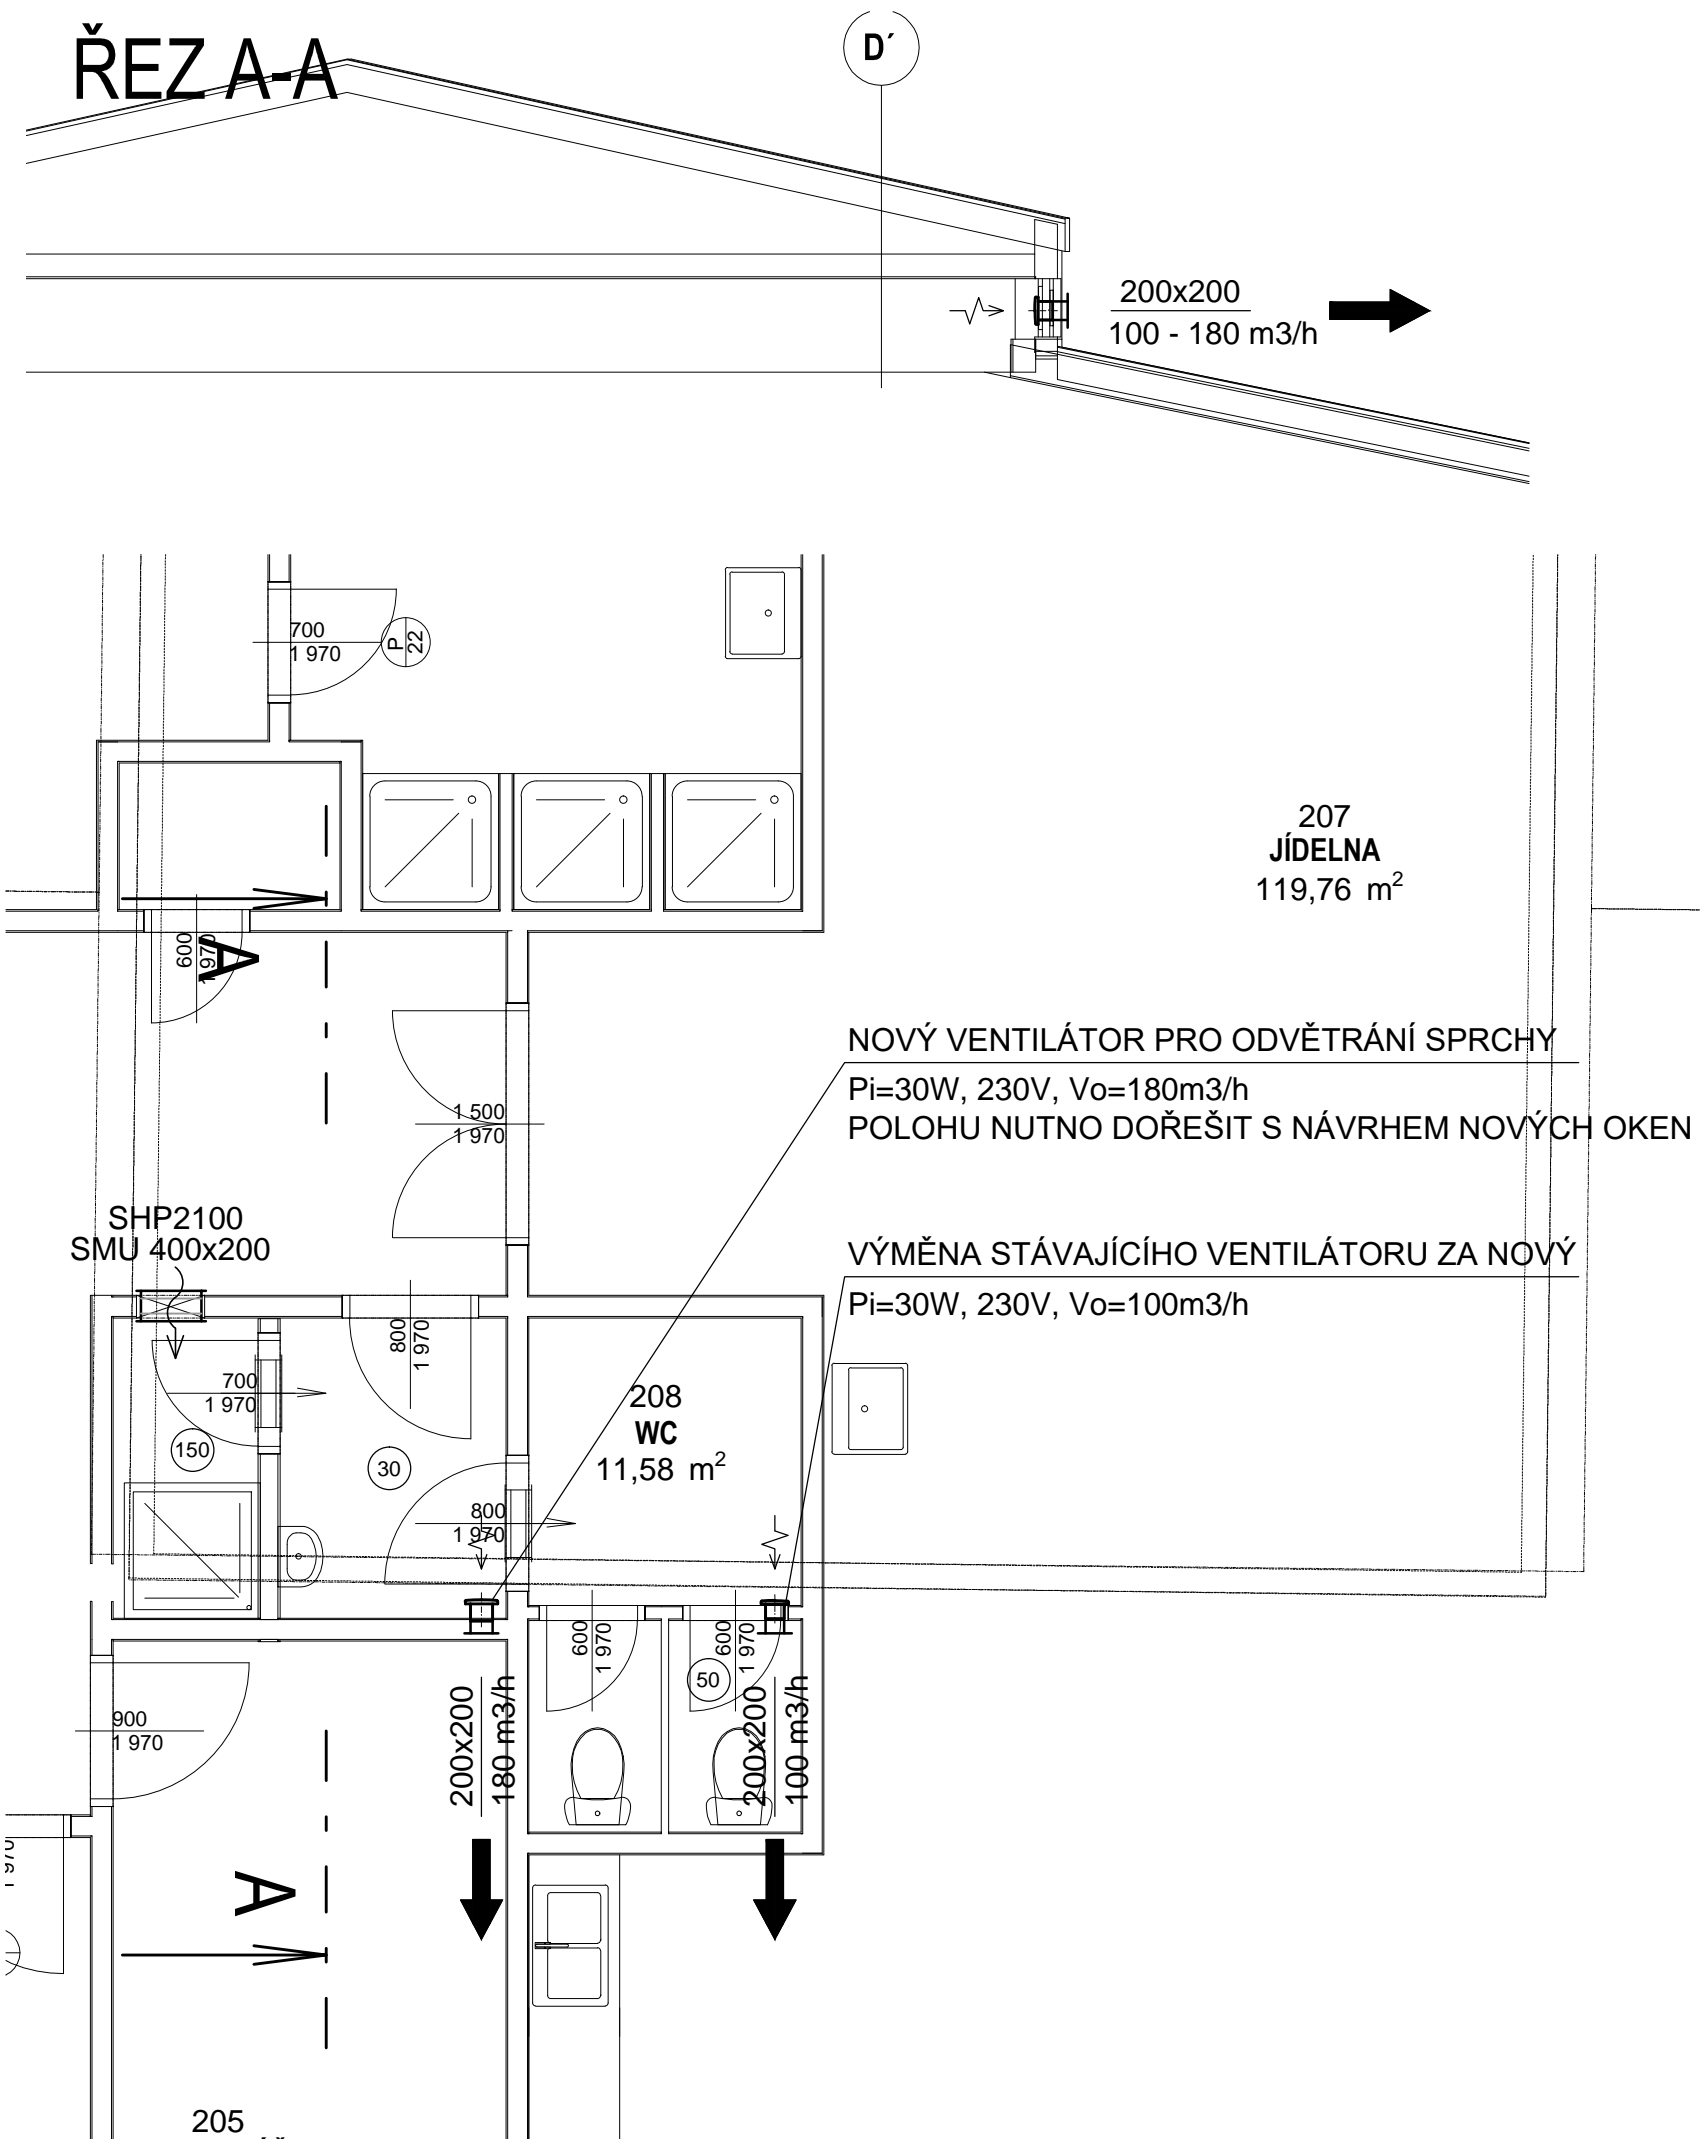 ŘEZ A-A
D´
200x200
100 - 180 m3/h
700
1 970
P
22
207
JÍDELNA
119,76 m2
600
1 970
A
NOVÝ VENTILÁTOR PRO ODVĚTRÁNÍ SPRCHY
Pi=30W, 230V, Vo=180m3/h
POLOHU NUTNO DOŘEŠIT S NÁVRHEM NOVÝCH OKEN
1 500
1 970
SHP2100
SMU 400x200
VÝMĚNA STÁVAJÍCÍHO VENTILÁTORU ZA NOVÝ
Pi=30W, 230V, Vo=100m3/h
800
1 970
700
1 970
208
WC
11,58 m2
150
30
800
1 970
600
1 970
600
1 970
50
200x200
180 m3/h
200x200
100 m3/h
900
1 970
1 970
A
205